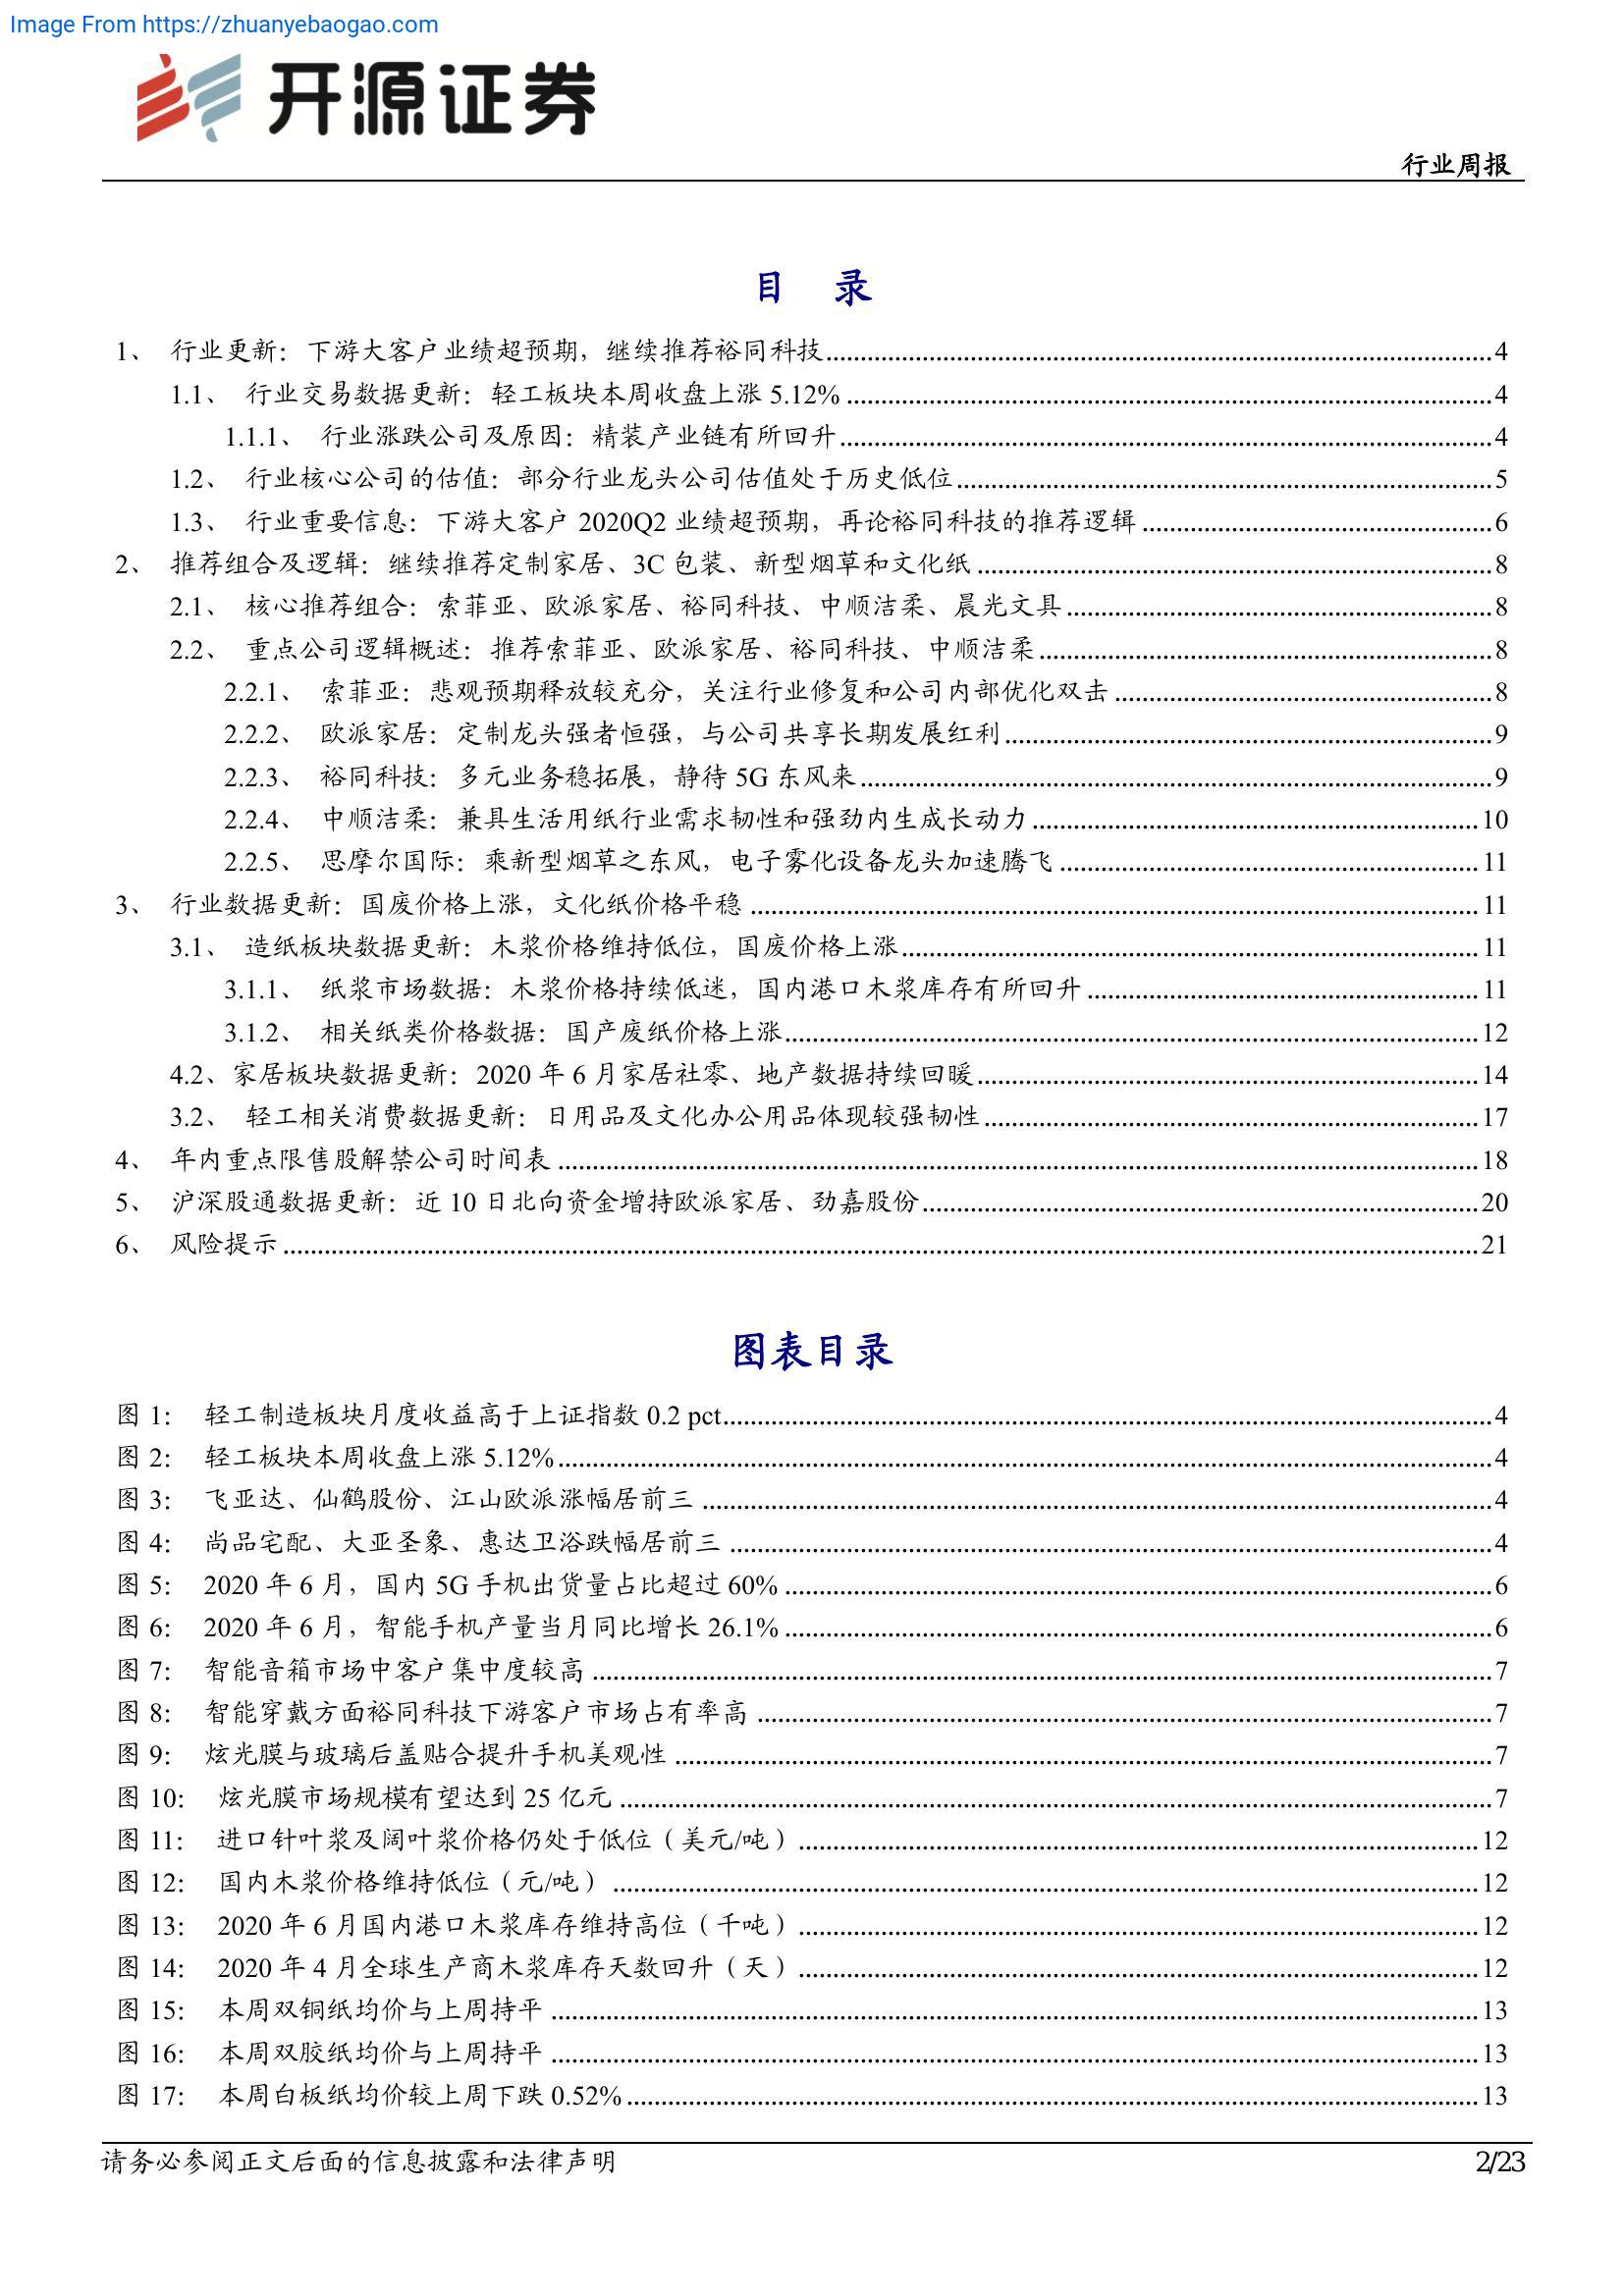 Image From https://zhuanyebaogao.com
开源证券
行业周报
目 录
1、 行业更新：下游大客户业绩超预期，继续推荐裕同科技 4
1.1、 行业交易数据更新：轻工板块本周收盘上涨 5.12% 4
1.1.1、 行业涨跌公司及原因：精装产业链有所回升 4
1.2、 行业核心公司的估值：部分行业龙头公司估值处于历史低位 5
1.3、 行业重要信息：下游大客户 2020Q2 业绩超预期，再论裕同科技的推荐逻辑 6
2、 推荐组合及逻辑：继续推荐定制家居、3C 包装、新型烟草和文化纸 8
2.1、 核心推荐组合：索菲亚、欧派家居、裕同科技、中顺洁柔、晨光文具 8
2.2、 重点公司逻辑概述：推荐索菲亚、欧派家居、裕同科技、中顺洁柔 8
2.2.1、 索菲亚：悲观预期释放较充分，关注行业修复和公司内部优化双击 8
2.2.2、 欧派家居：定制龙头强者恒强，与公司共享长期发展红利 9
2.2.3、 裕同科技：多元业务稳拓展，静待 5G 东风来 9
2.2.4、 中顺洁柔：兼具生活用纸行业需求韧性和强劲内生成长动力 10
2.2.5、 思摩尔国际：乘新型烟草之东风，电子雾化设备龙头加速腾飞 11
3、 行业数据更新：国废价格上涨，文化纸价格平稳 11
3.1、 造纸板块数据更新：木浆价格维持低位，国废价格上涨 11
3.1.1、 纸浆市场数据：木浆价格持续低迷，国内港口木浆库存有所回升 11
3.1.2、 相关纸类价格数据：国产废纸价格上涨 12
4.2、家居板块数据更新：2020 年 6 月家居社零、地产数据持续回暖 14
3.2、 轻工相关消费数据更新：日用品及文化办公用品体现较强韧性 17
4、 年内重点限售股解禁公司时间表 18
5、 沪深股通数据更新：近 10 日北向资金增持欧派家居、劲嘉股份 20
6、 风险提示 21
图表目录
图 1： 轻工制造板块月度收益高于上证指数 0.2 pct 4
图 2： 轻工板块本周收盘上涨 5.12% 4
图 3： 飞亚达、仙鹤股份、江山欧派涨幅居前三 4
图 4： 尚品宅配、大亚圣象、惠达卫浴跌幅居前三 4
图 5： 2020 年 6 月，国内 5G 手机出货量占比超过 60% 6
图 6： 2020 年 6 月，智能手机产量当月同比增长 26.1% 6
图 7： 智能音箱市场中客户集中度较高 7
图 8： 智能穿戴方面裕同科技下游客户市场占有率高 7
图 9： 炫光膜与玻璃后盖贴合提升手机美观性 7
图 10： 炫光膜市场规模有望达到 25 亿元 7
图 11： 进口针叶浆及阔叶浆价格仍处于低位（美元/吨） 12
图 12： 国内木浆价格维持低位（元/吨） 12
图 13： 2020 年 6 月国内港口木浆库存维持高位（千吨） 12
图 14： 2020 年 4 月全球生产商木浆库存天数回升（天） 12
图 15： 本周双铜纸均价与上周持平 13
图 16： 本周双胶纸均价与上周持平 13
图 17： 本周白板纸均价较上周下跌 0.52% 13
请务必参阅正文后面的信息披露和法律声明 2/23